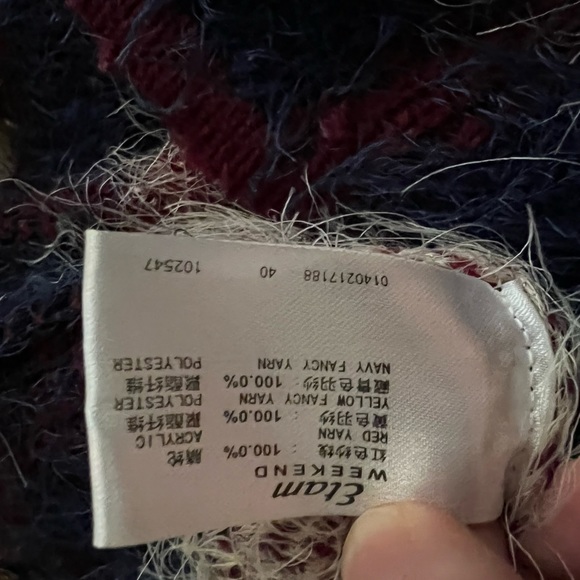 Etam
WEEKEND
红色纱线 : 100.0% 腈纶
RED YARN ACRYLIC
黄色羽纱 : 100.0% 聚酯纤维
YELLOW FANCY YARN POLYESTER
藏青色羽纱 : 100.0% 聚酯纤维
NAVY FANCY YARN POLYESTER
0140217188 40 102547